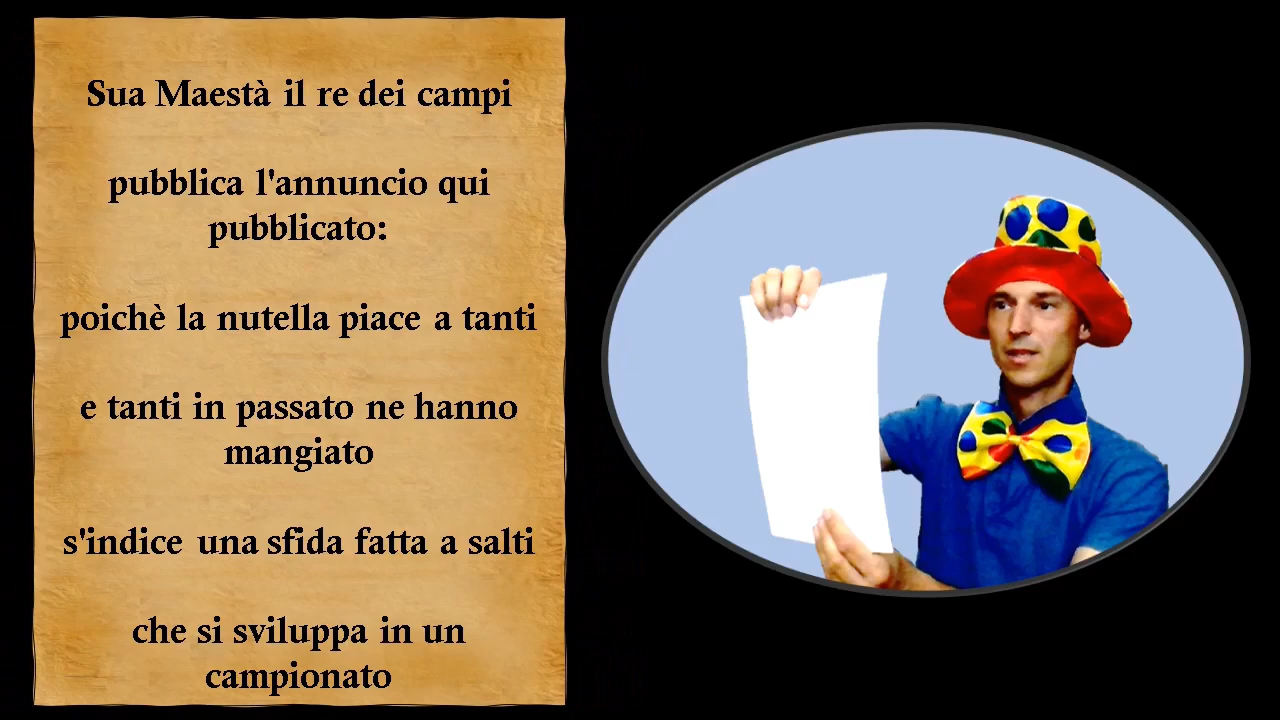 Sua Maestà il re dei campi
pubblica l'annuncio qui
pubblicato:
poichè la nutella piace a tanti
e tanti in passato ne hanno
mangiato
s'indice una sfida fatta a salti
che si sviluppa in un
campionato